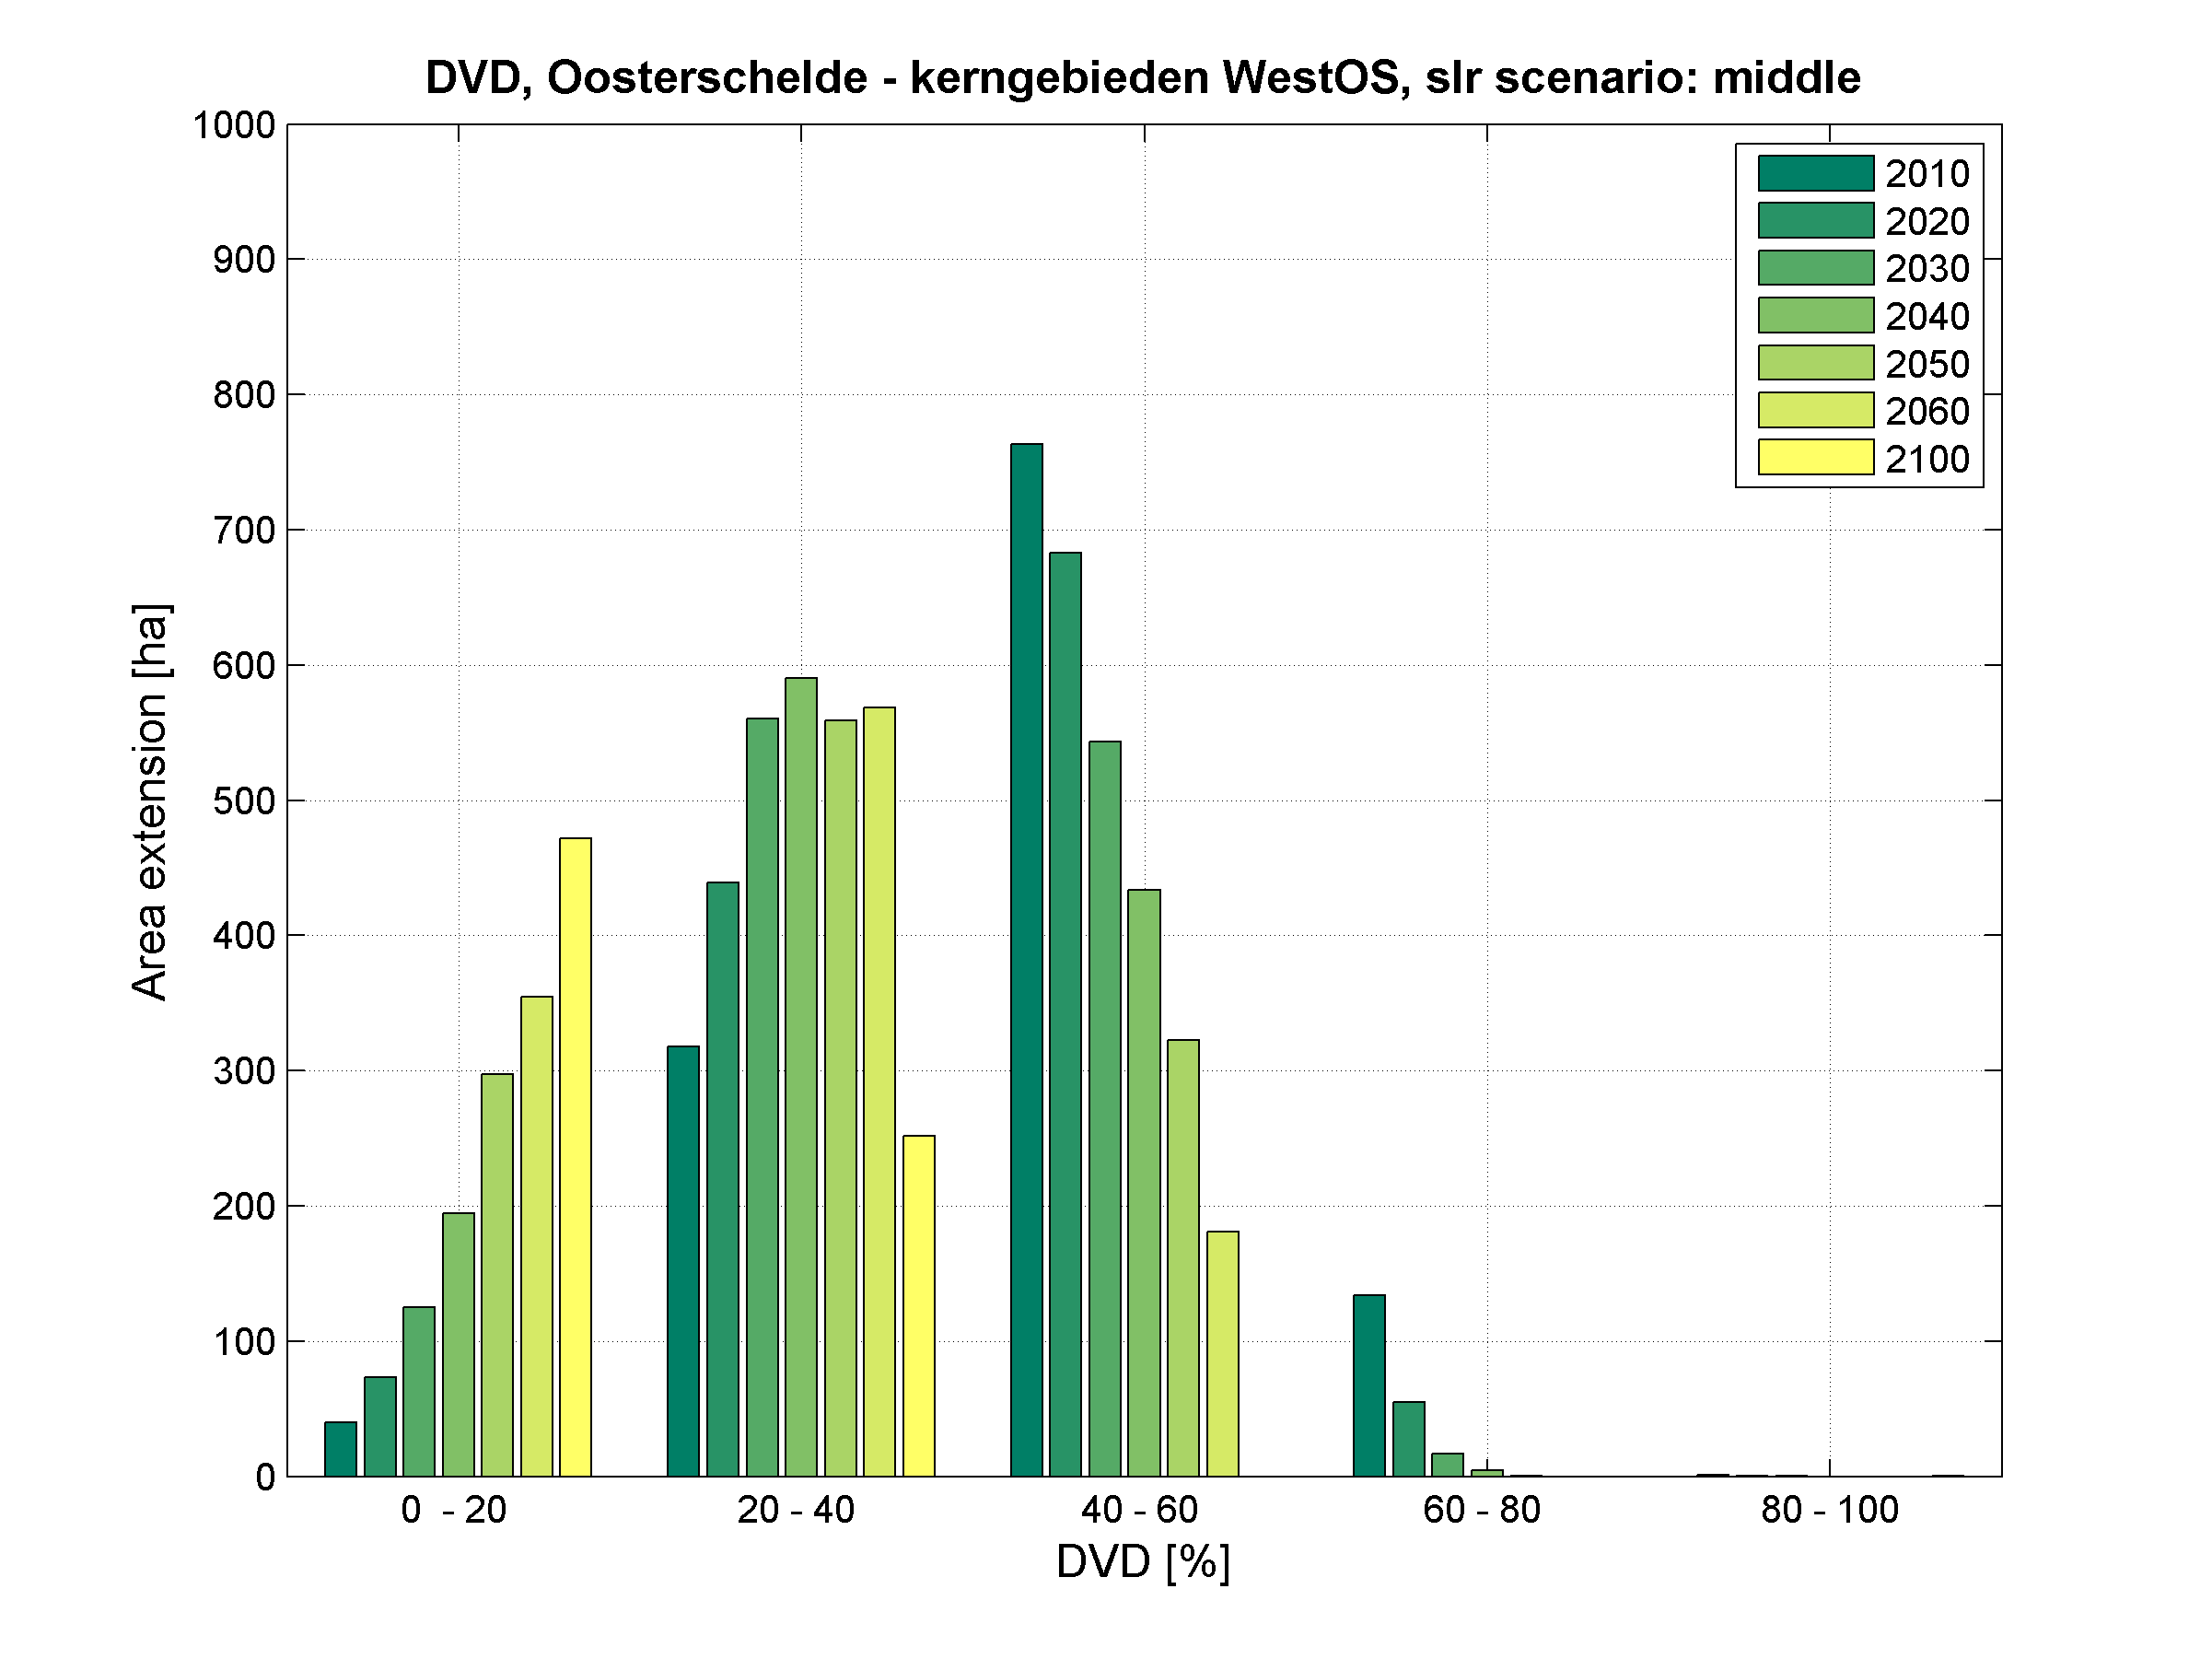 DVD, Oosterschelde - kerngebieden WestOS, slr scenario: middle
1000
900
800
700
600
500
400
300
200
100
0
Area extension [ha]
2010
2020
2030
2040
2050
2060
2100
0 - 20
20 - 40
40 - 60
60 - 80
80 - 100
DVD [%]